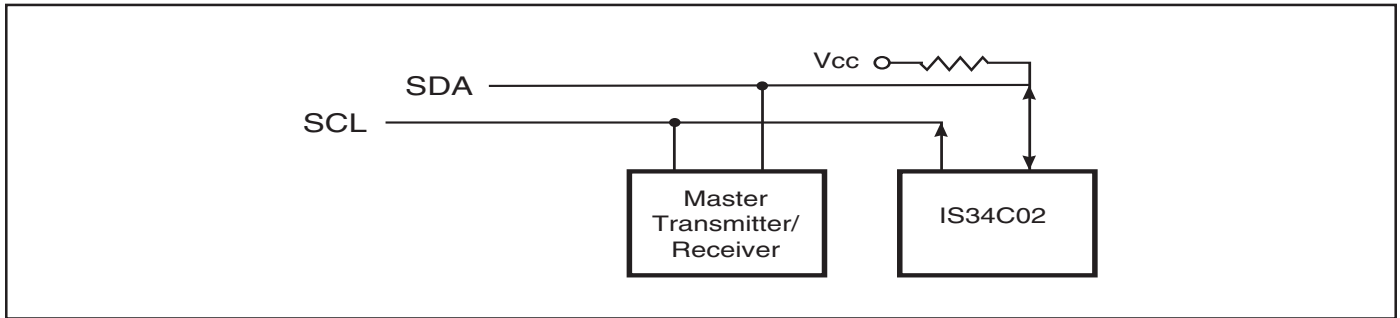 Vcc
SDA
SCL
Master
Transmitter/
Receiver
IS34C02